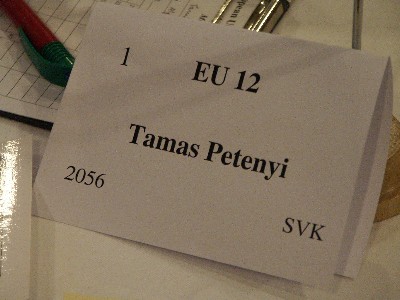 1
EU 12
Tamas Petenyi
2056
SVK